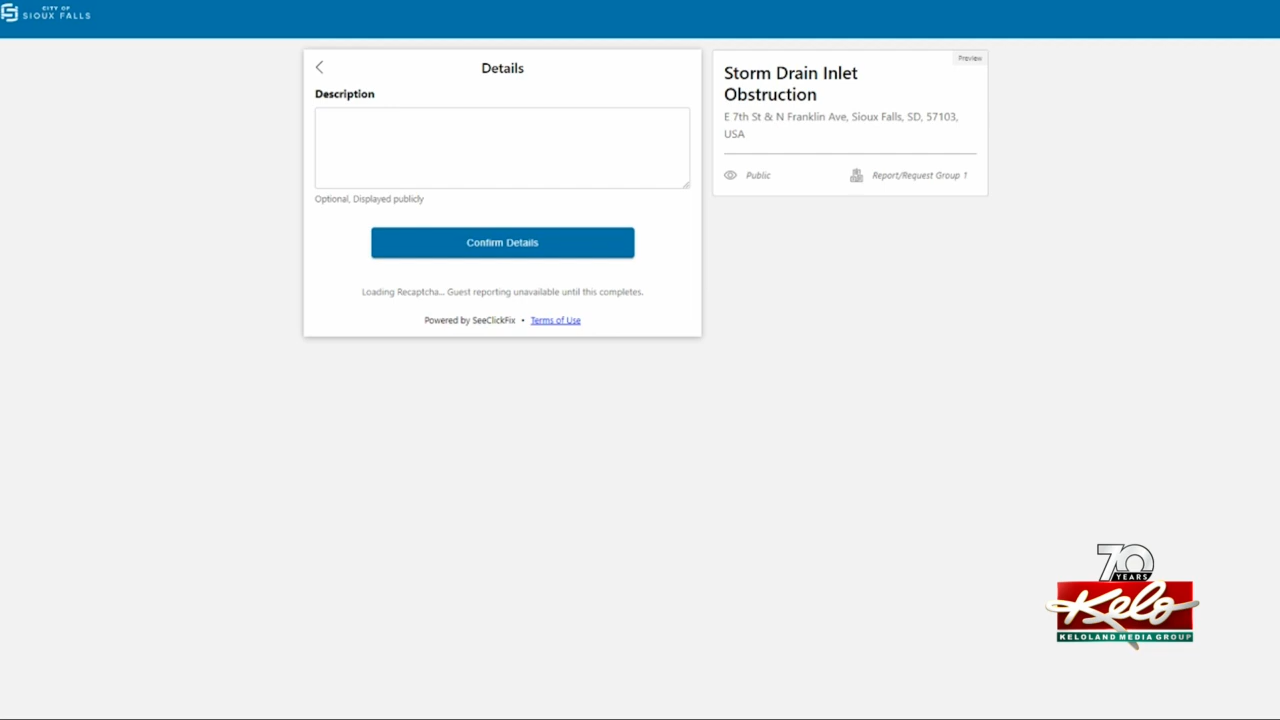 CITY OF
SIOUX FALLS
Details
Description
Optional, Displayed publicly
Confirm Details
Loading Recaptcha... Guest reporting unavailable until this completes.
Powered by SeeClickFix • Terms of Use
Preview
Storm Drain Inlet
Obstruction
E 7th St & N Franklin Ave, Sioux Falls, SD, 57103,
USA
Public
Report/Request Group 1
70
YEARS
Kelo
KELOLAND MEDIA GROUP